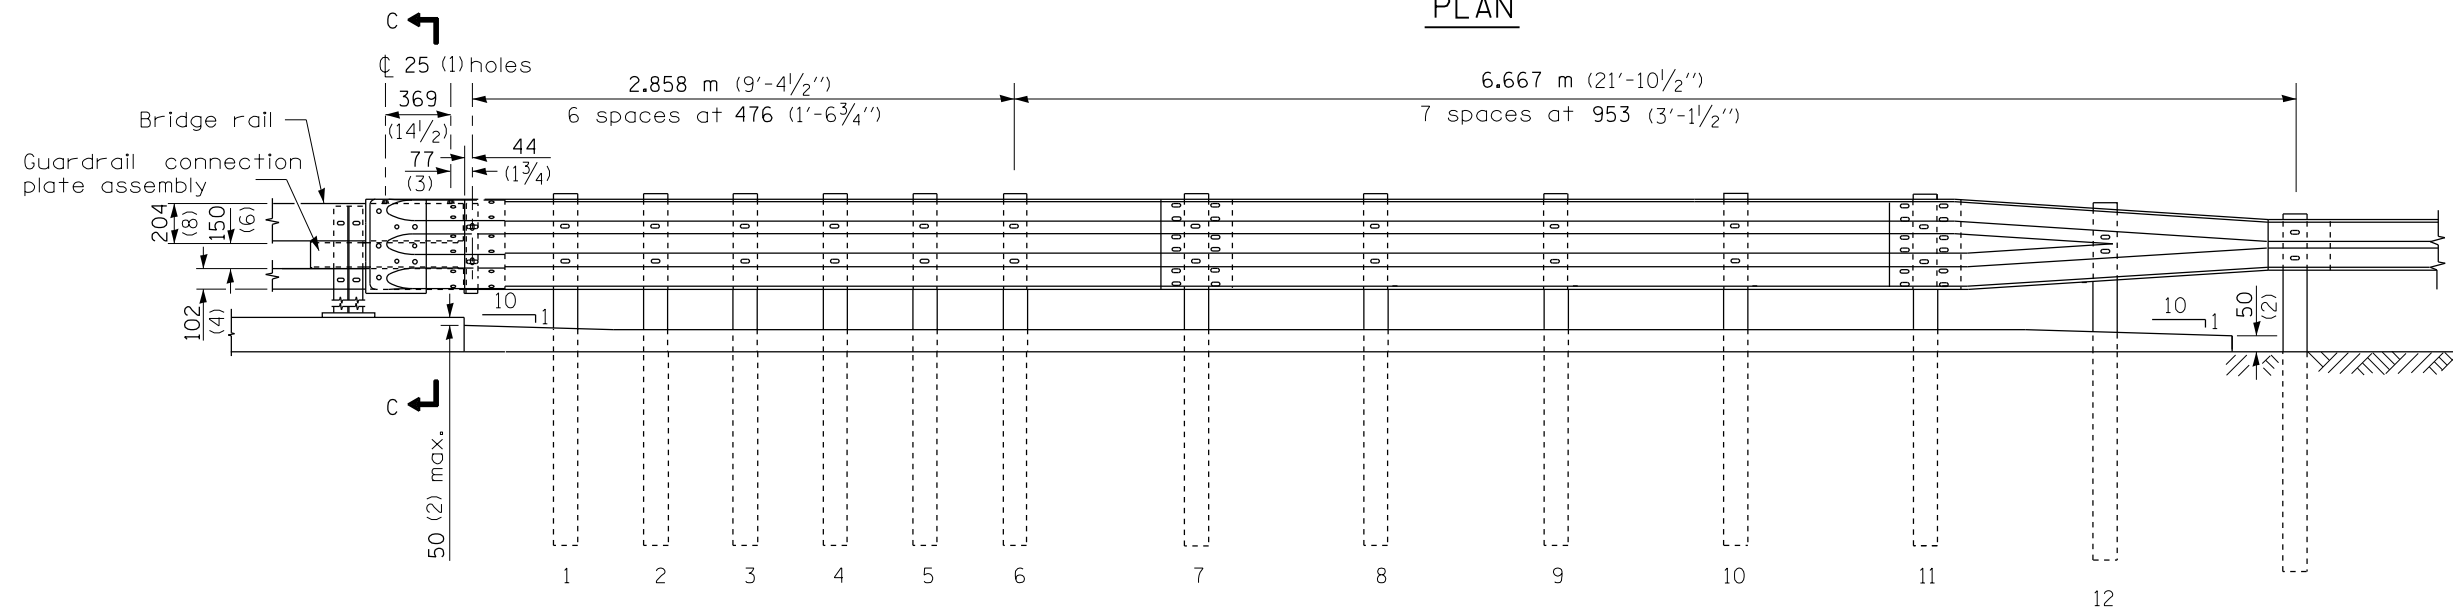 PLAN
C
℄ 25 (1) holes
2.858 m (9'-4½")
6.667 m (21'-10½")
369
(14½)
6 spaces at 476 (1'-6¾")
7 spaces at 953 (3'-1½")
Bridge rail
44
(1¾)
77
(3)
Guardrail connection
plate assembly
204
(8)
150
(6)
102
(4)
10
1
10
1
50
(2)
C
50 (2) max.
1
2
3
4
5
6
7
8
9
10
11
12